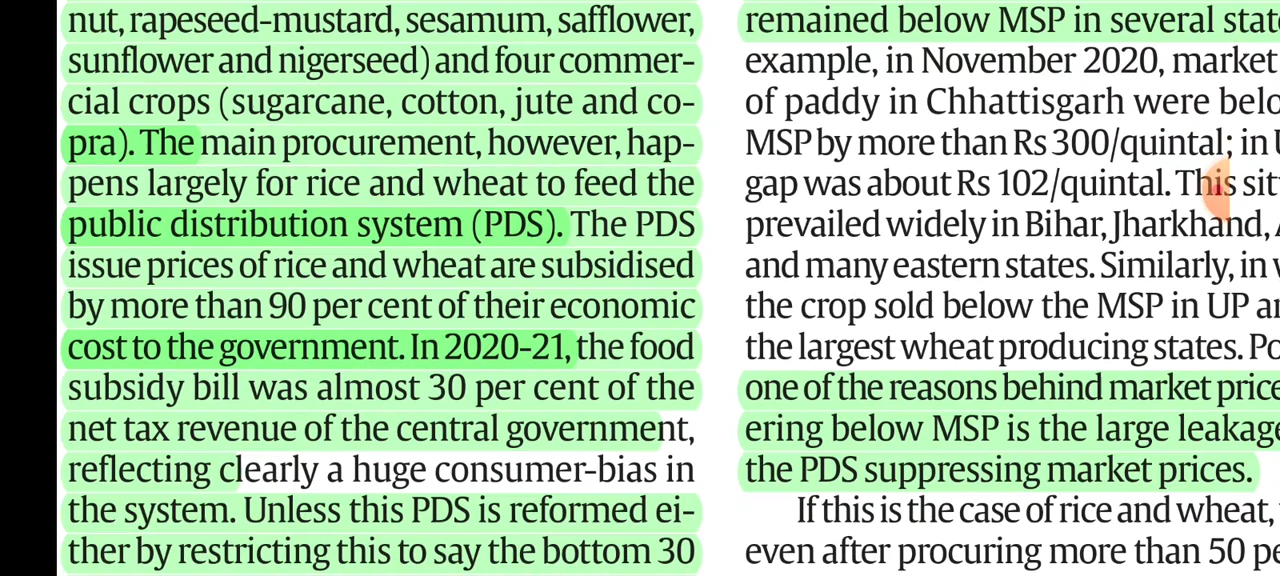 nut, rapeseed-mustard, sesamum, safflower,
sunflower and nigerseed) and four commer-
cial crops (sugarcane, cotton, jute and co-
pra). The main procurement, however, hap-
pens largely for rice and wheat to feed the
public distribution system (PDS). The PDS
issue prices of rice and wheat are subsidised
by more than 90 per cent of their economic
cost to the government. In 2020-21, the food
subsidy bill was almost 30 per cent of the
net tax revenue of the central government,
reflecting clearly a huge consumer-bias in
the system. Unless this PDS is reformed ei-
ther by restricting this to say the bottom 30
remained below MSP in several
example, in November 2020, market
of paddy in Chhattisgarh were
MSP by more than Rs 300/quintal; in
gap was about Rs 102/quintal. This
prevailed widely in Bihar, Jharkhand,
and many eastern states. Similarly, in
the crop sold below the MSP in UP
the largest wheat producing states.
one of the reasons behind market
ering below MSP is the large
the PDS suppressing market prices.
If this is the case of rice and wheat,
even after procuring more than 50